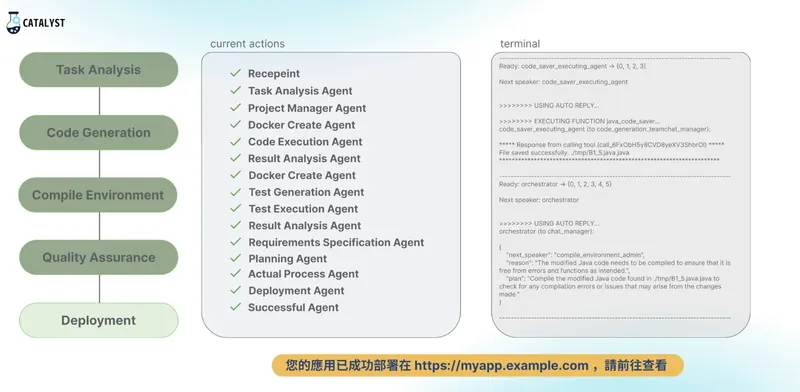 CATALYST
Task Analysis
Code Generation
Compile Environment
Quality Assurance
Deployment
current actions
Recepeint
Task Analysis Agent
Project Manager Agent
Docker Create Agent
Code Execution Agent
Result Analysis Agent
Docker Create Agent
Test Generation Agent
Test Execution Agent
Result Analysis Agent
Requirements Specification Agent
Planning Agent
Actual Process Agent
Deployment Agent
Successful Agent
terminal
Ready: code_saver_executing_agent → (0, 1, 2, 3)
Next speaker: code_saver_executing_agent
>>>>>>>> USING AUTO REPLY...
>>>>>>>> EXECUTING FUNCTION java_code_saver...
code_saver_executing_agent (to code_generation_teamchat_manager):
***** Response from calling tool (call_6FxObH5y8CVD8yeXV3ShbrOI) *****
File saved successfully: ./tmp/B1_5.java.java
Ready: orchestrator → (0, 1, 2, 3, 4, 5)
Next speaker: orchestrator
>>>>>>>> USING AUTO REPLY...
orchestrator (to chat_manager):
{
"next_speaker": "compile_environment_admin",
"reason": "The modified Java code needs to be compiled to ensure that it is
free from errors and functions as intended.",
"plan": "Compile the modified Java code found in ./tmp/B1_5.java.java to
check for any compilation errors or issues that may arise from the changes
made."
}
您的應用已成功部署在 https://myapp.example.com ，請前往查看